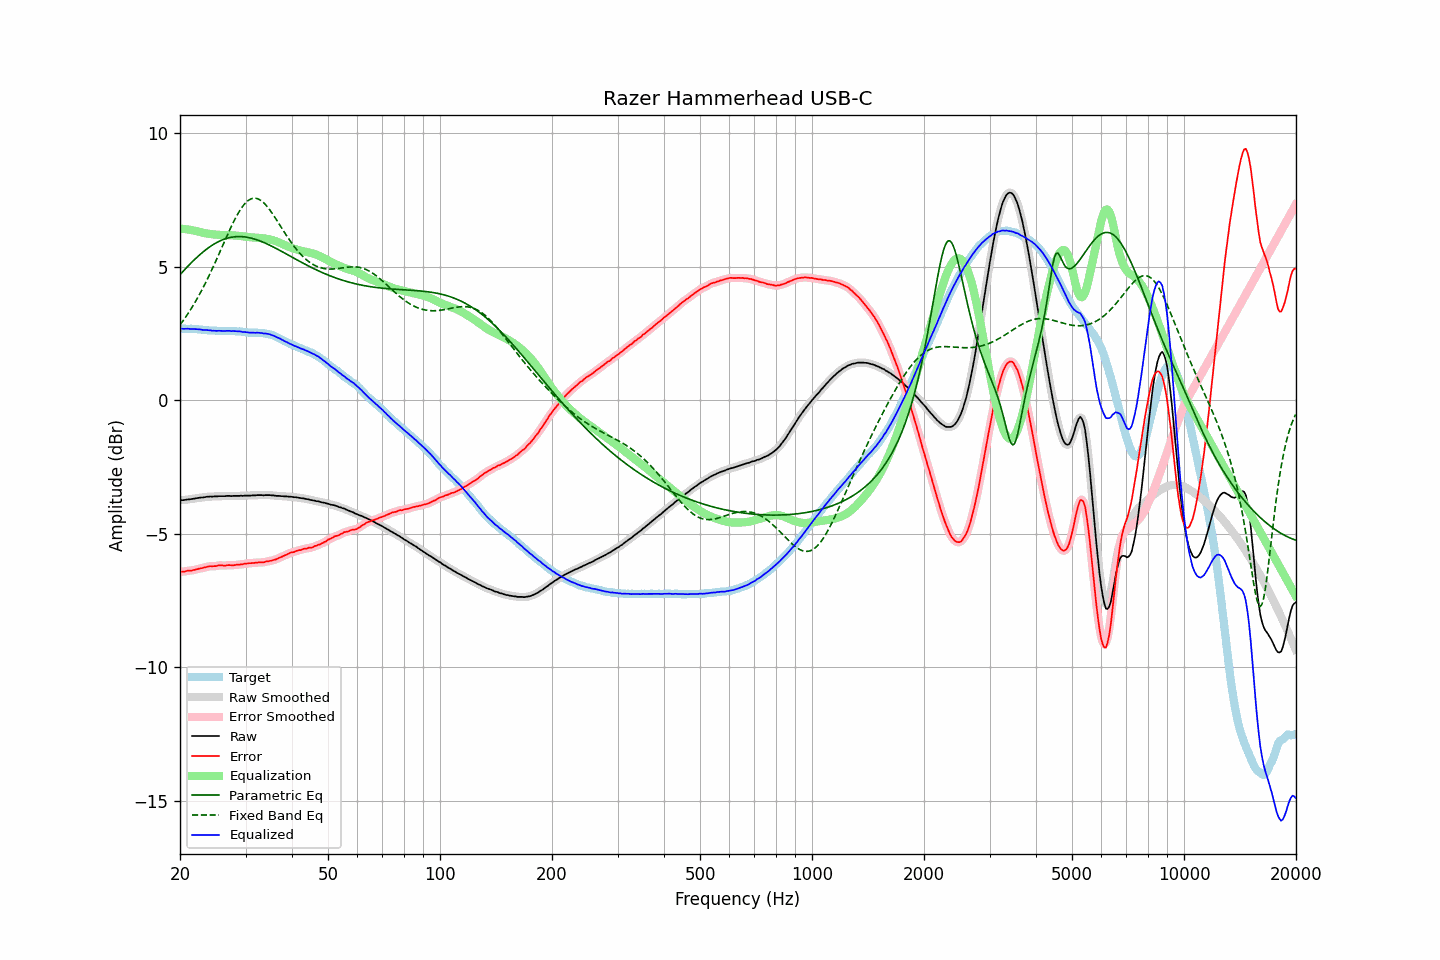 Razer Hammerhead USB-C
Amplitude (dBr)
10
5
0
−5
−10
−15
Target
Raw Smoothed
Error Smoothed
Raw
Error
Equalization
Parametric Eq
Fixed Band Eq
Equalized
20 50 100 200 500 1000 2000 5000 10000 20000
Frequency (Hz)